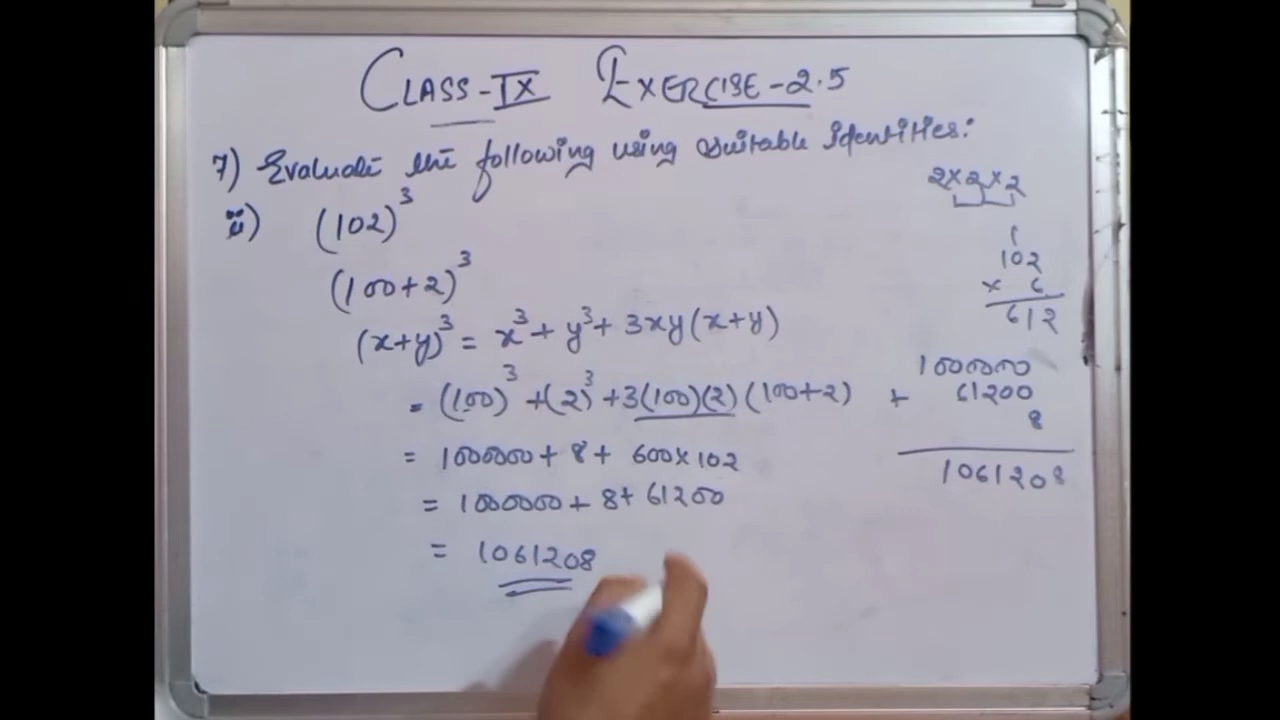 CLASS-IX EXERCISE-2.5
7) Evaluate the following using suitable identities:
ii) (102)³
(100+2)³
(x+y)³ = x³+ y³+ 3xy(x+y)
= (100)³ +(2)³ +3(100)(2)(100+2)
= 1000000+ 8+ 600×102
= 1000000+ 8+ 61200
= 1061208
2×2×2
1
102
× 6
612
1000000
+ 61200
8
1061208